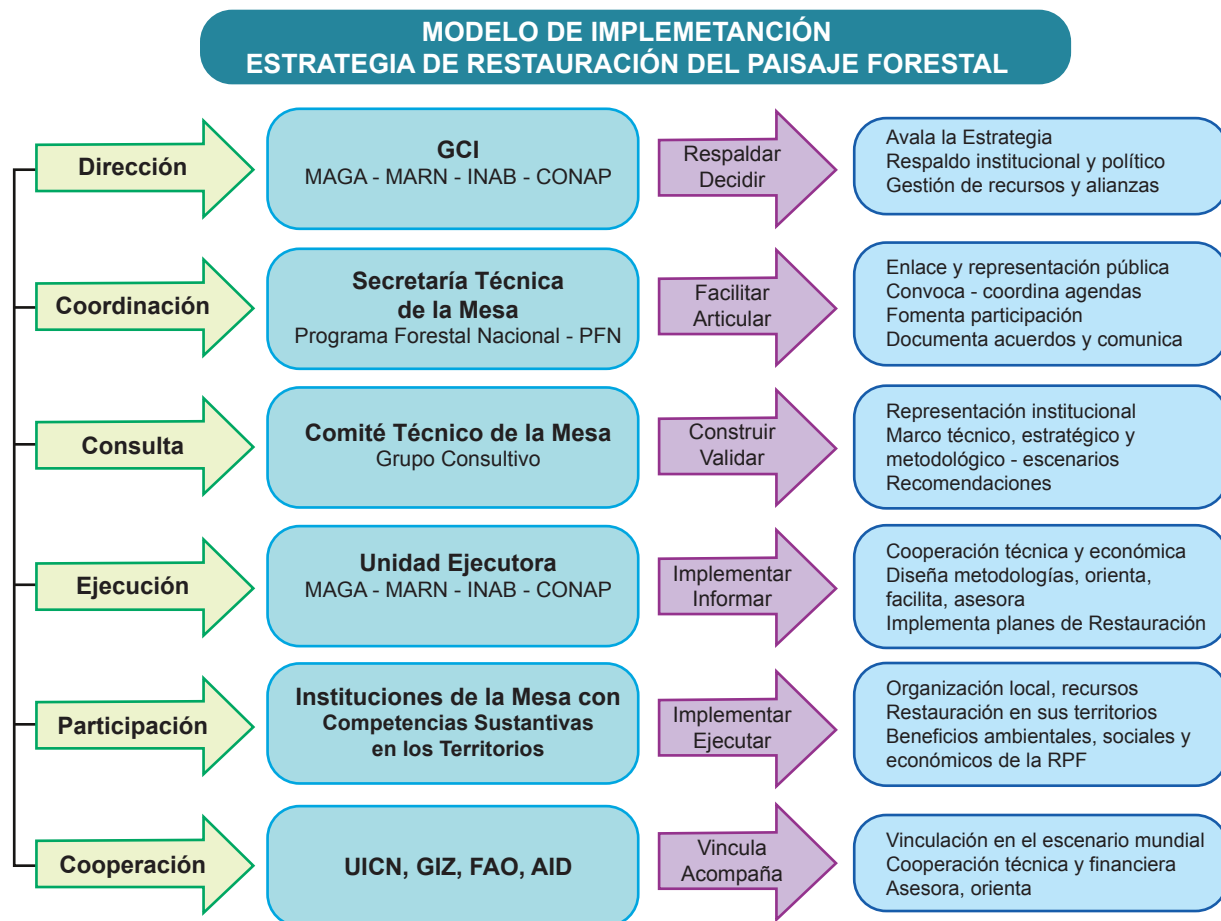 MODELO DE IMPLEMETANCIÓN
ESTRATEGIA DE RESTAURACIÓN DEL PAISAJE FORESTAL
Dirección
GCI
MAGA - MARN - INAB - CONAP
Respaldar
Decidir
Avala la Estrategia
Respaldo institucional y político
Gestión de recursos y alianzas
Coordinación
Secretaría Técnica
de la Mesa
Programa Forestal Nacional - PFN
Facilitar
Articular
Enlace y representación pública
Convoca - coordina agendas
Fomenta participación
Documenta acuerdos y comunica
Consulta
Comité Técnico de la Mesa
Grupo Consultivo
Construir
Validar
Representación institucional
Marco técnico, estratégico y
metodológico - escenarios
Recomendaciones
Ejecución
Unidad Ejecutora
MAGA - MARN - INAB - CONAP
Implementar
Informar
Cooperación técnica y económica
Diseña metodologías, orienta,
facilita, asesora
Implementa planes de Restauración
Participación
Instituciones de la Mesa con
Competencias Sustantivas
en los Territorios
Implementar
Ejecutar
Organización local, recursos
Restauración en sus territorios
Beneficios ambientales, sociales y
económicos de la RPF
Cooperación
UICN, GIZ, FAO, AID
Vincula
Acompaña
Vinculación en el escenario mundial
Cooperación técnica y financiera
Asesora, orienta